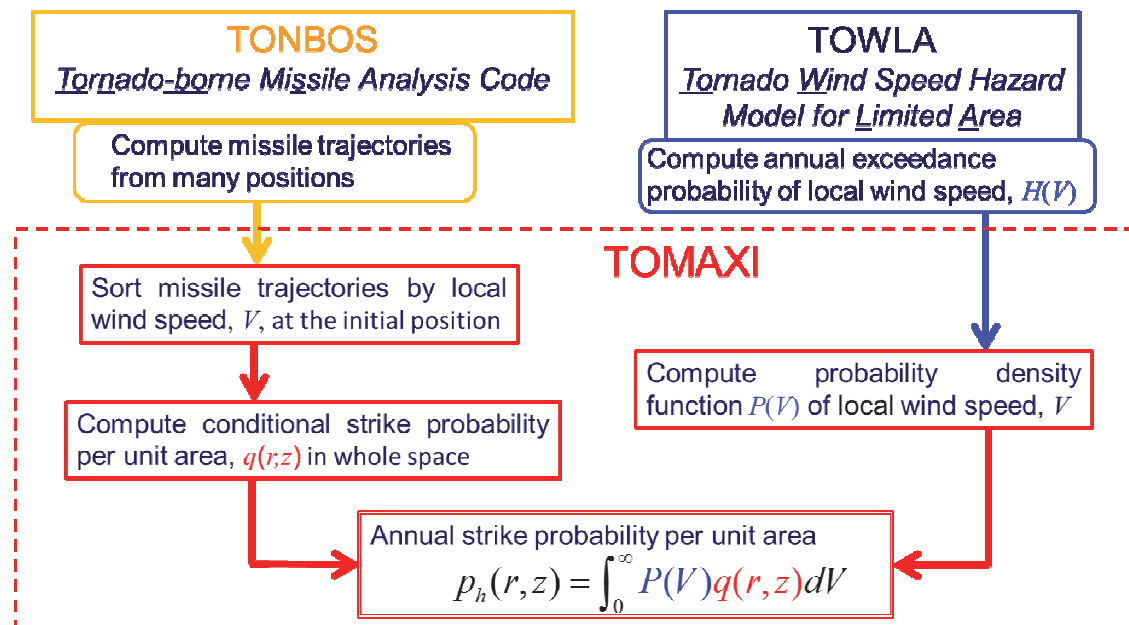 TONBOS
Tornado-borne Missile Analysis Code
Compute missile trajectories
from many positions
TOWLA
Tornado Wind Speed Hazard
Model for Limited Area
Compute annual exceedance
probability of local wind speed, H(V)
TOMAXI
Sort missile trajectories by local
wind speed, V, at the initial position
Compute conditional strike probability
per unit area, q(r,z) in whole space
Compute probability density
function P(V) of local wind speed, V
Annual strike probability per unit area
p_h(r,z) = ∫_0^∞ P(V)q(r,z)dV